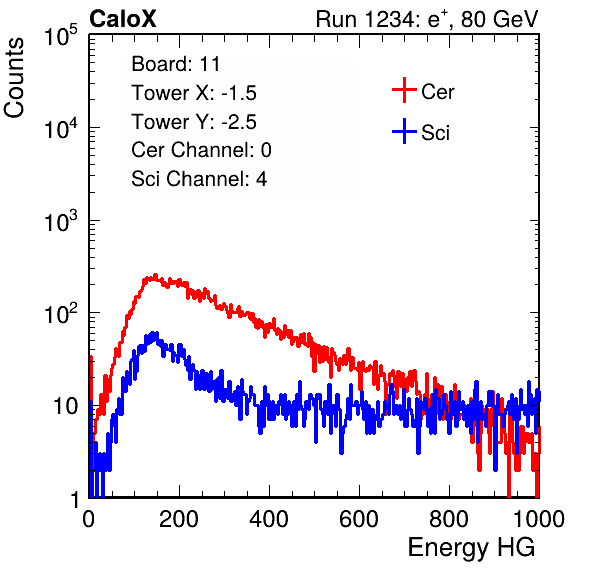 CaloX Run 1234: e⁺, 80 GeV
Counts
10⁵
10⁴
10³
10²
10
1
Board: 11
Tower X: -1.5
Tower Y: -2.5
Cer Channel: 0
Sci Channel: 4
Cer
Sci
0 200 400 600 800 1000
Energy HG